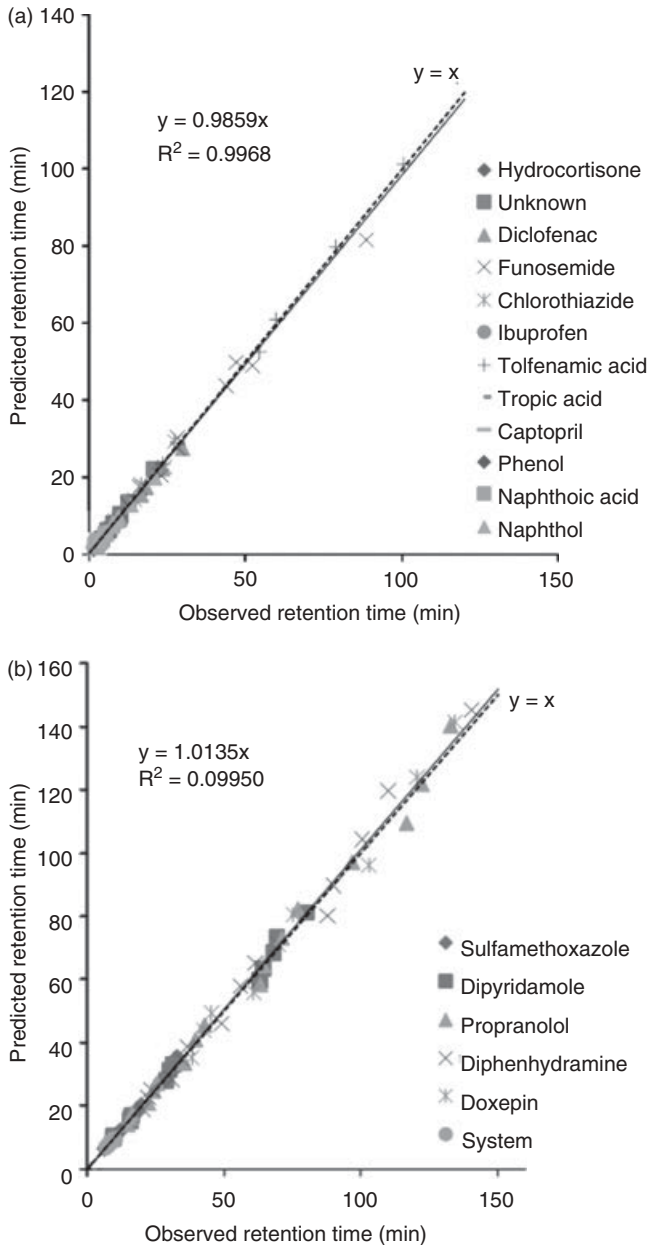 (a)
140
120
100
80
60
40
20
0
Predicted retention time (min)
y = 0.9859x
R² = 0.9968
y = x
Hydrocortisone
Unknown
Diclofenac
Funosemide
Chlorothiazide
Ibuprofen
Tolfenamic acid
Tropic acid
Captopril
Phenol
Naphthoic acid
Naphthol
0 50 100 150
Observed retention time (min)
(b)
160
140
120
100
80
60
40
20
0
Predicted retention time (min)
y = 1.0135x
R² = 0.09950
y = x
Sulfamethoxazole
Dipyridamole
Propranolol
Diphenhydramine
Doxepin
System
0 50 100 150
Observed retention time (min)